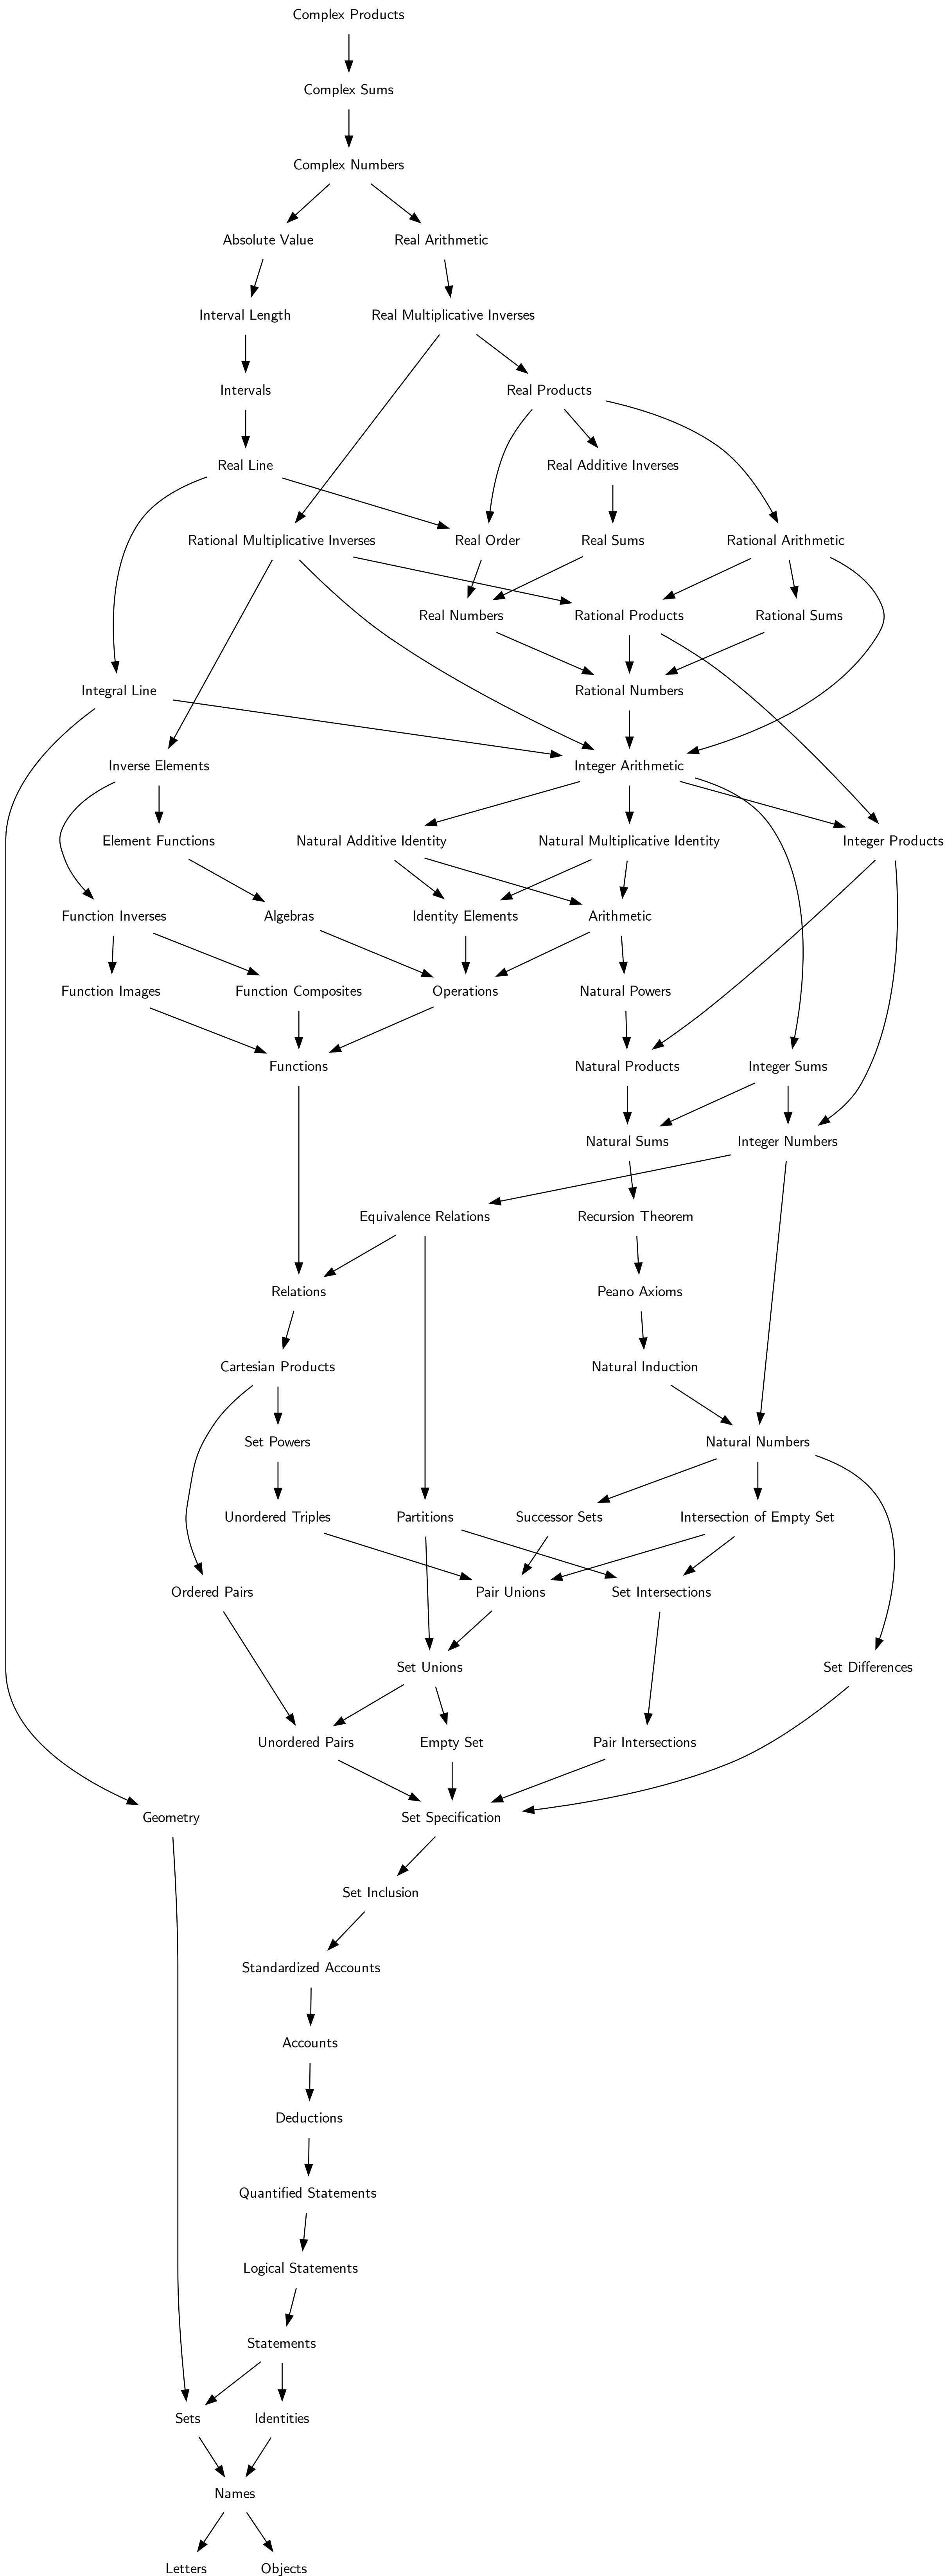 Complex Products
Complex Sums
Complex Numbers
Absolute Value
Real Arithmetic
Interval Length
Real Multiplicative Inverses
Intervals
Real Products
Real Line
Real Additive Inverses
Rational Multiplicative Inverses
Real Order
Real Sums
Rational Arithmetic
Real Numbers
Rational Products
Rational Sums
Integral Line
Rational Numbers
Inverse Elements
Integer Arithmetic
Element Functions
Natural Additive Identity
Natural Multiplicative Identity
Integer Products
Function Inverses
Algebras
Identity Elements
Arithmetic
Function Images
Function Composites
Operations
Natural Powers
Functions
Natural Products
Integer Sums
Natural Sums
Integer Numbers
Equivalence Relations
Recursion Theorem
Relations
Peano Axioms
Cartesian Products
Natural Induction
Set Powers
Natural Numbers
Unordered Triples
Partitions
Successor Sets
Intersection of Empty Set
Ordered Pairs
Pair Unions
Set Intersections
Set Unions
Set Differences
Unordered Pairs
Empty Set
Pair Intersections
Geometry
Set Specification
Set Inclusion
Standardized Accounts
Accounts
Deductions
Quantified Statements
Logical Statements
Statements
Sets
Identities
Names
Letters
Objects